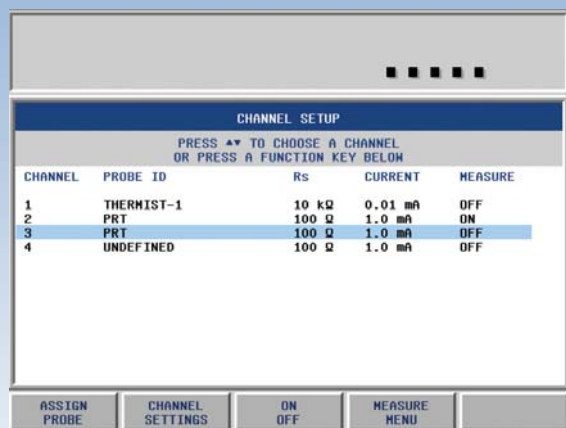 CHANNEL SETUP
PRESS ▲▼ TO CHOOSE A CHANNEL
OR PRESS A FUNCTION KEY BELOW
CHANNEL PROBE ID Rs CURRENT MEASURE
1 THERMIST-1 10 kΩ 0.01 mA OFF
2 PRT 100 Ω 1.0 mA ON
3 PRT 100 Ω 1.0 mA OFF
4 UNDEFINED 100 Ω 1.0 mA OFF
ASSIGN PROBE
CHANNEL SETTINGS
ON OFF
MEASURE MENU